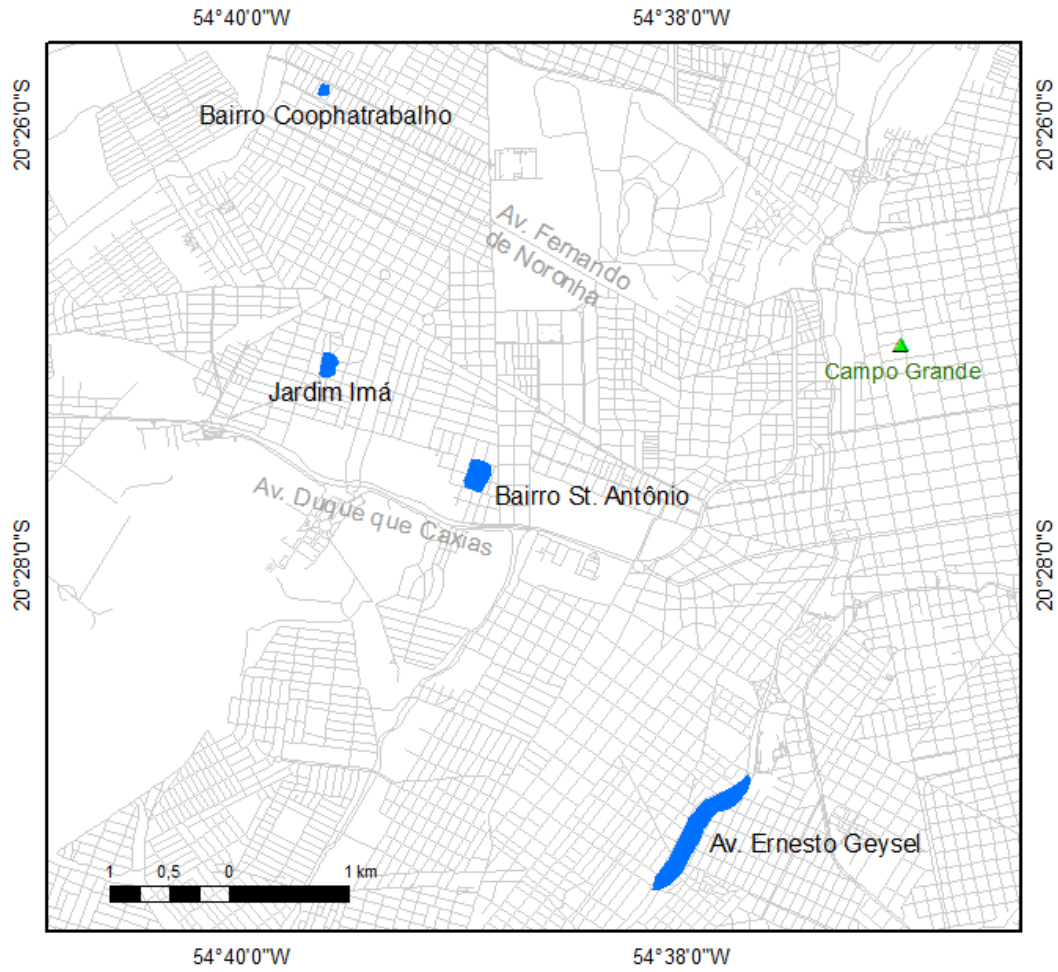 54°40'0"W
54°38'0"W
20°26'0"S
20°26'0"S
Bairro Coophatrabalho
Av. Fernando
de Noronha
Campo Grande
Jardim Imá
Bairro St. Antônio
Av. Duque que Caxias
20°28'0"S
20°28'0"S
Av. Ernesto Geysel
1 0,5 0 1 km
54°40'0"W
54°38'0"W